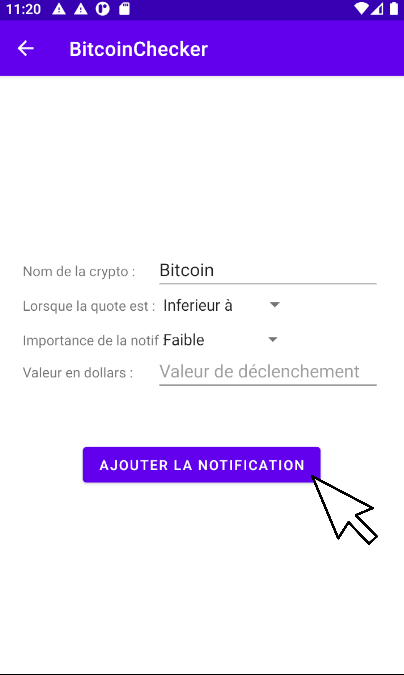 11:20
BitcoinChecker
Nom de la crypto : Bitcoin
Lorsque la quote est : Inferieur à
Importance de la notif Faible
Valeur en dollars : Valeur de déclenchement
AJOUTER LA NOTIFICATION